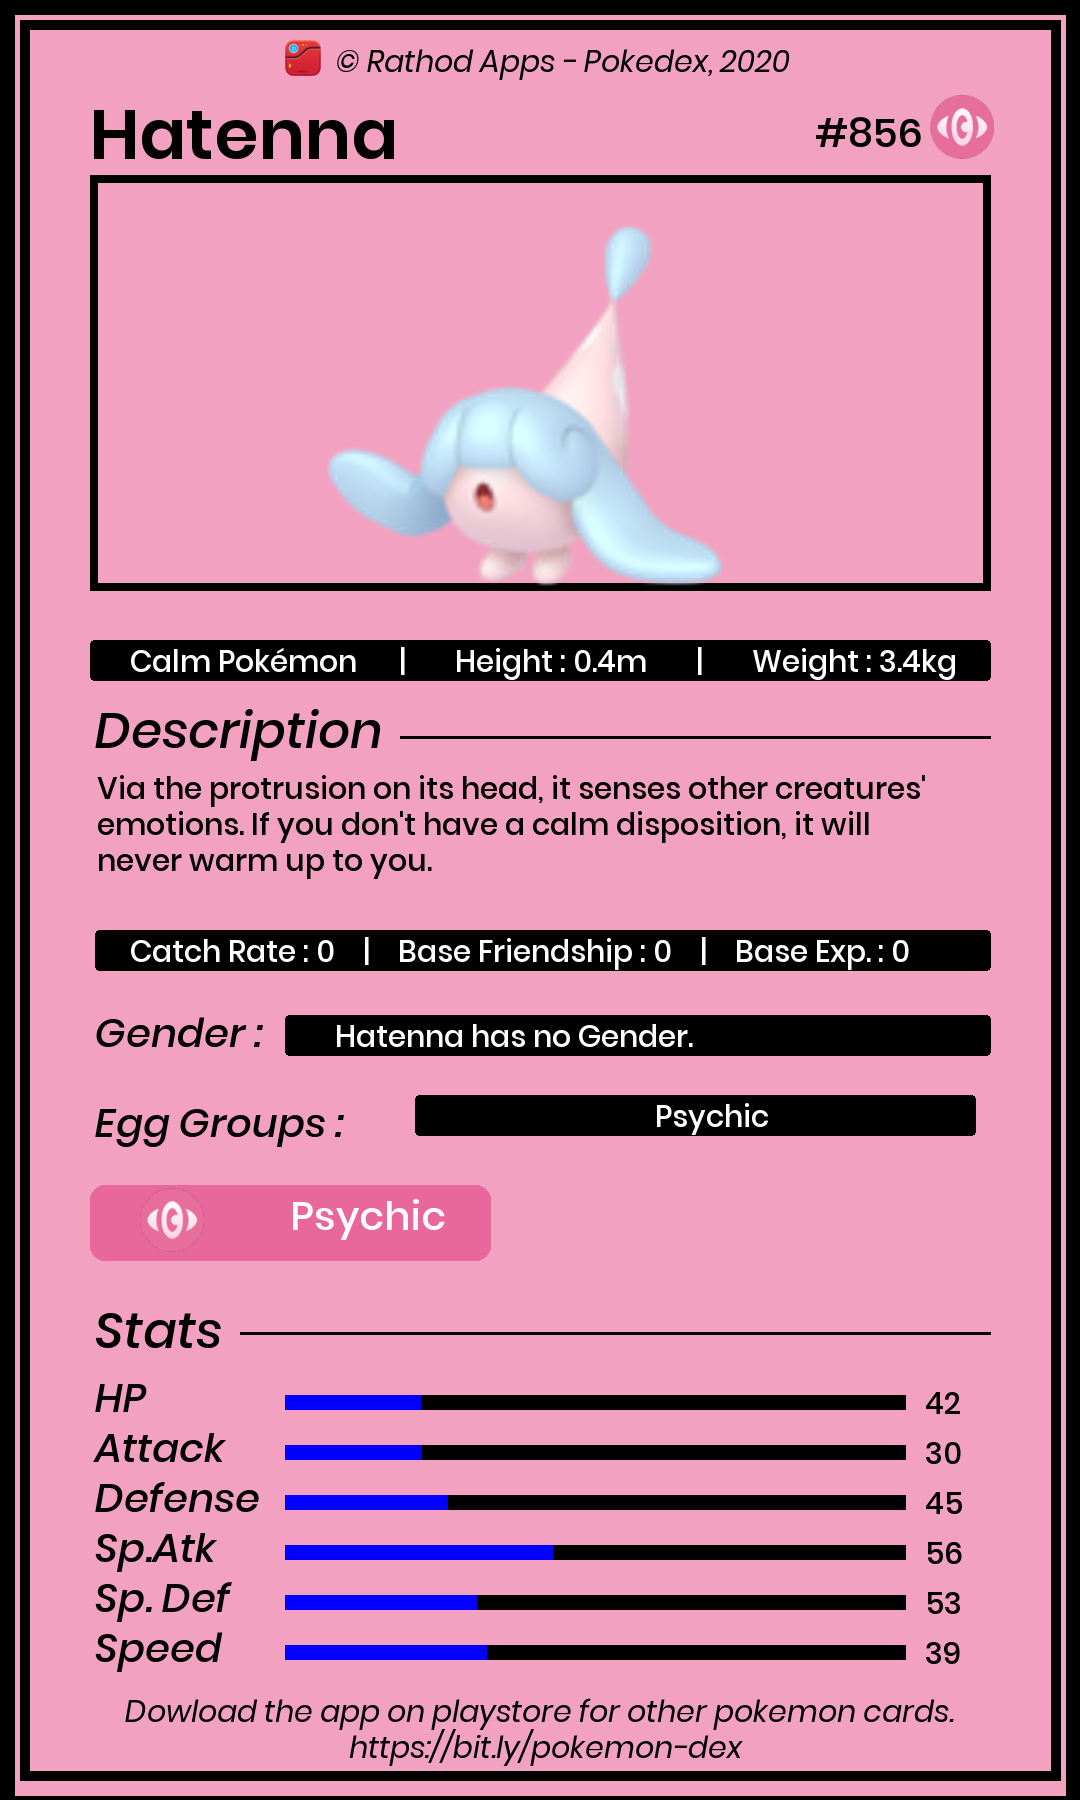 © Rathod Apps - Pokedex, 2020
Hatenna
#856
Calm Pokémon | Height : 0.4m | Weight : 3.4kg
Description
Via the protrusion on its head, it senses other creatures'
emotions. If you don't have a calm disposition, it will
never warm up to you.
Catch Rate : 0 | Base Friendship : 0 | Base Exp. : 0
Gender : Hatenna has no Gender.
Egg Groups : Psychic
Psychic
Stats
HP 42
Attack 30
Defense 45
Sp.Atk 56
Sp. Def 53
Speed 39
Dowload the app on playstore for other pokemon cards.
https://bit.ly/pokemon-dex